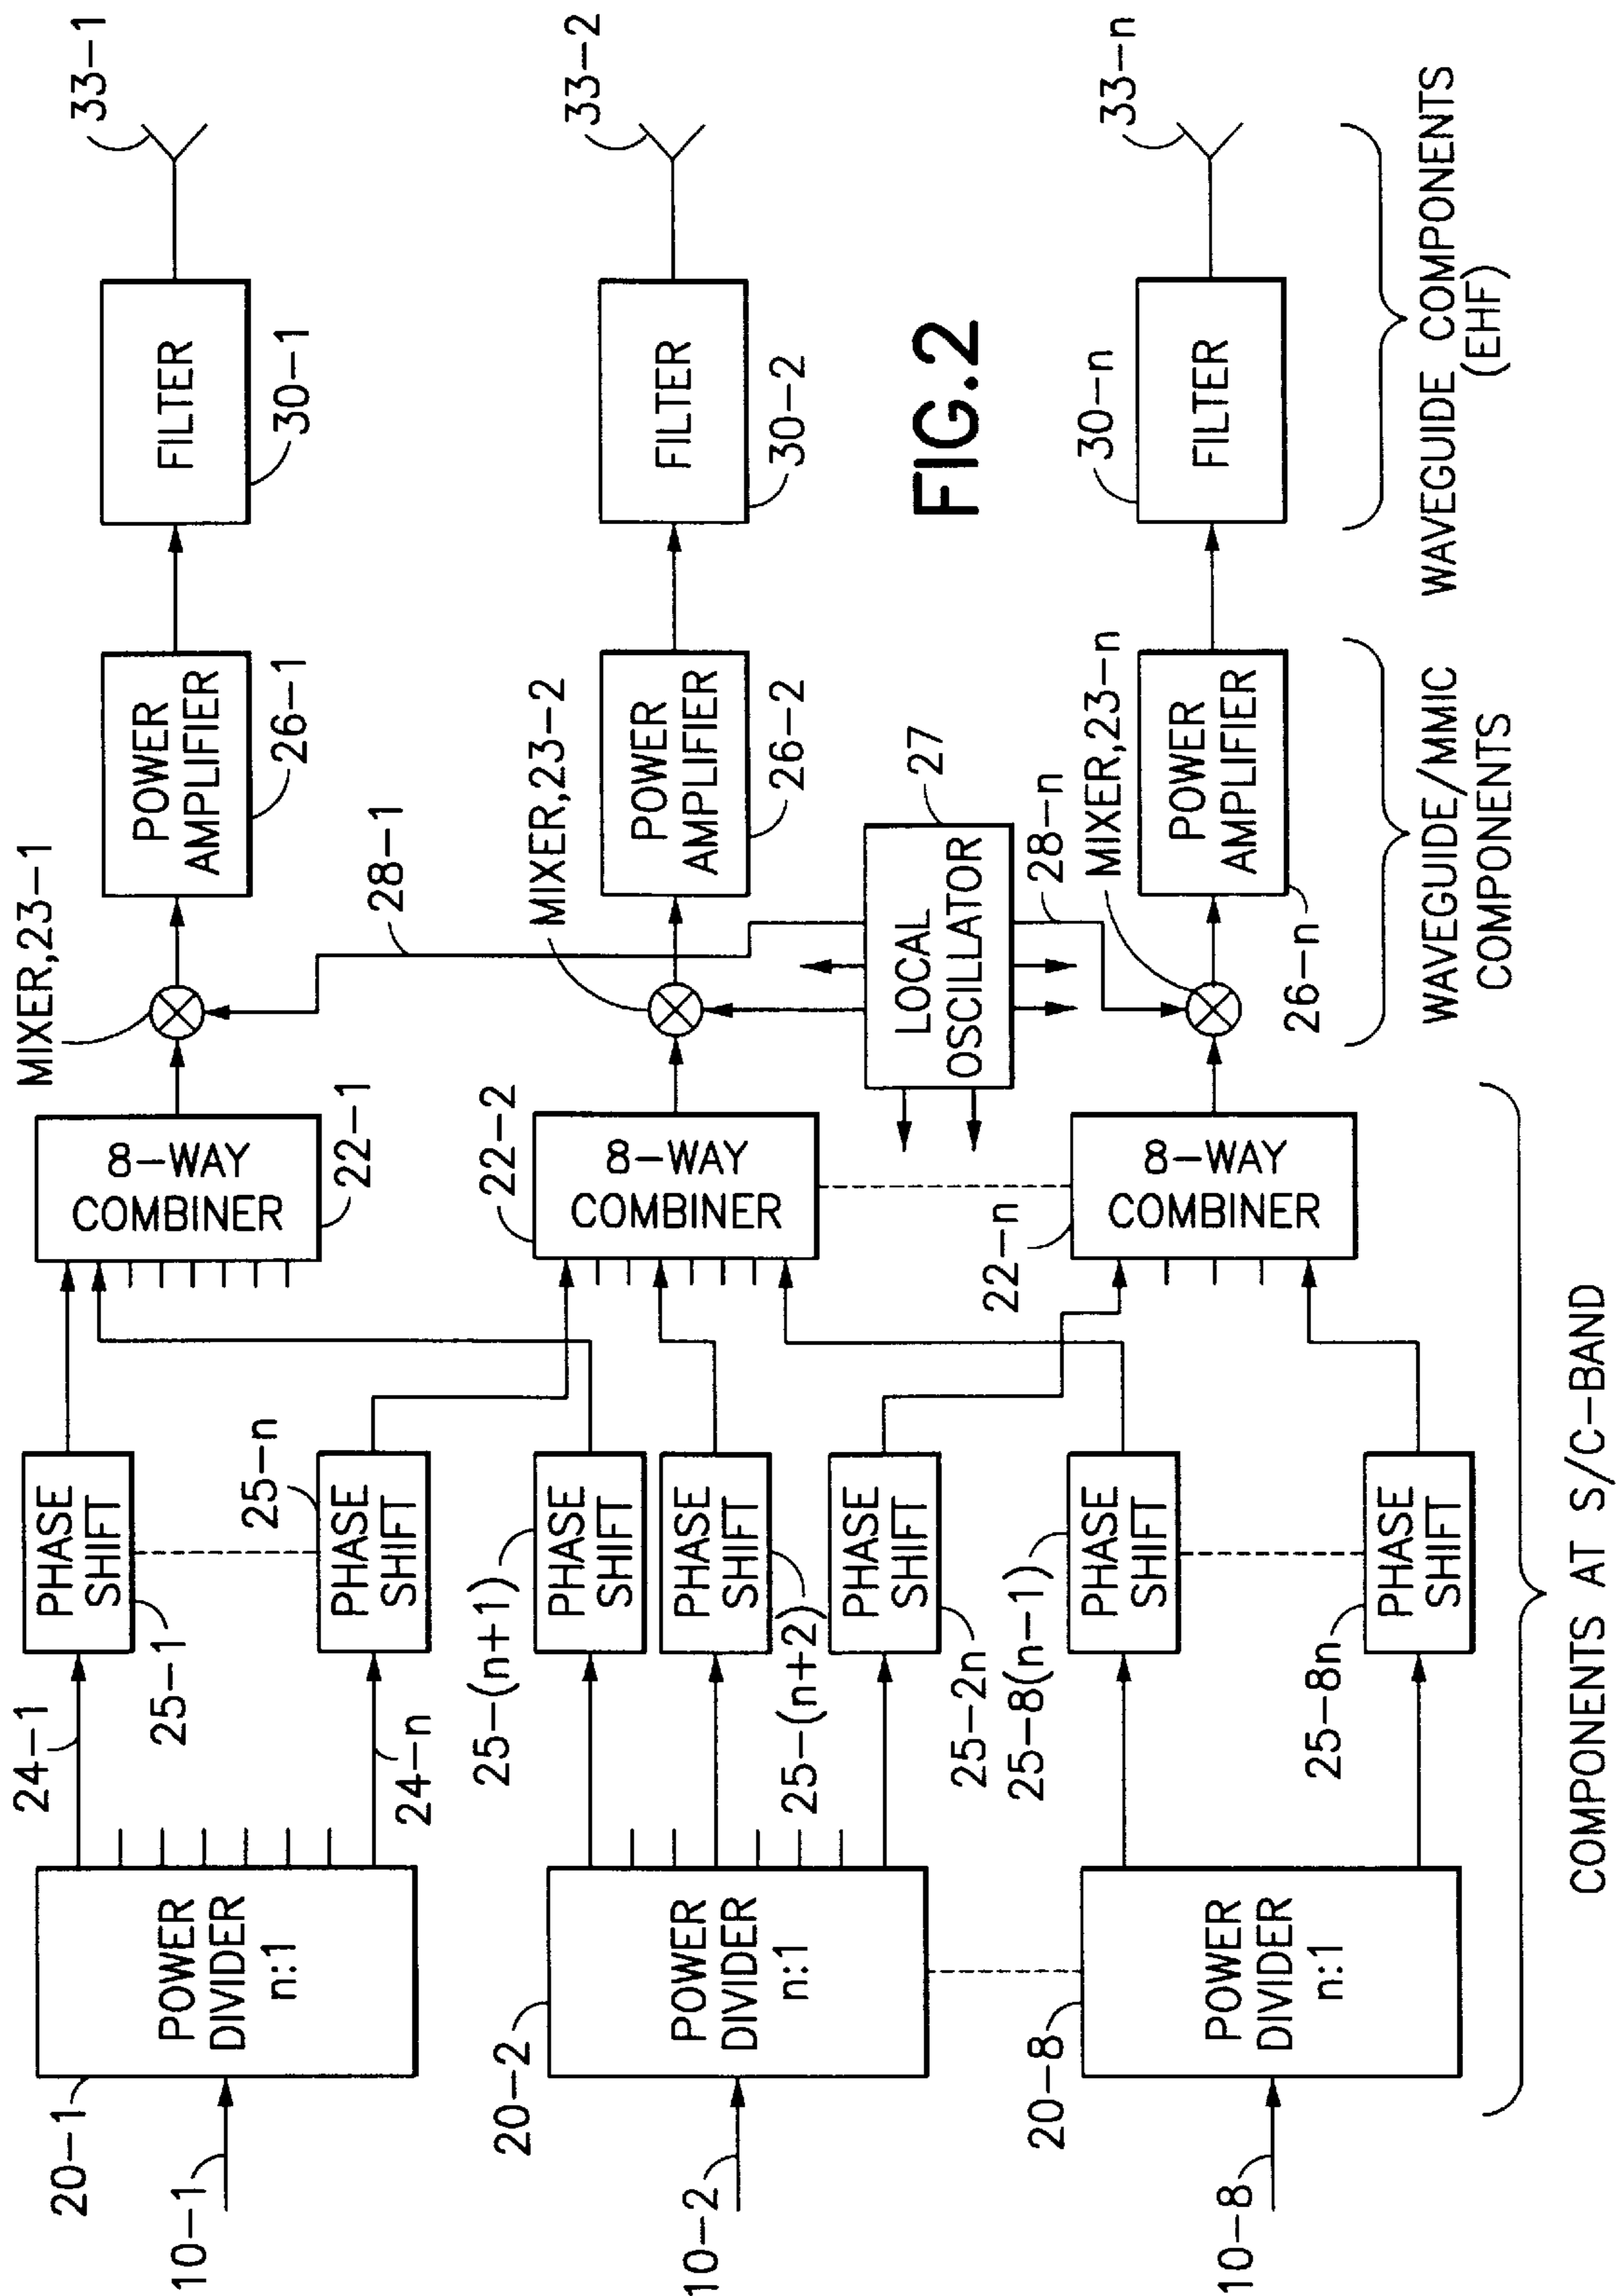 33-1
33-2
33-n
FILTER
30-1
FILTER
30-2
FILTER
30-n
FIG.2
WAVEGUIDE COMPONENTS
(EHF)
POWER
AMPLIFIER
26-1
POWER
AMPLIFIER
26-2
POWER
AMPLIFIER
26-n
MIXER,23-1
MIXER,23-2
MIXER,23-n
28-1
28-n
LOCAL
OSCILLATOR
27
WAVEGUIDE/MMIC
COMPONENTS
8-WAY
COMBINER
22-1
8-WAY
COMBINER
22-2
8-WAY
COMBINER
22-n
PHASE
SHIFT
25-1
PHASE
SHIFT
25-n
PHASE
SHIFT
25-(n+1)
PHASE
SHIFT
25-(n+2)
PHASE
SHIFT
25-2n
PHASE
SHIFT
25-8(n-1)
PHASE
SHIFT
25-8n
24-1
24-n
POWER
DIVIDER
n:1
20-1
POWER
DIVIDER
n:1
20-2
POWER
DIVIDER
n:1
20-8
10-1
10-2
10-8
COMPONENTS AT S/C-BAND